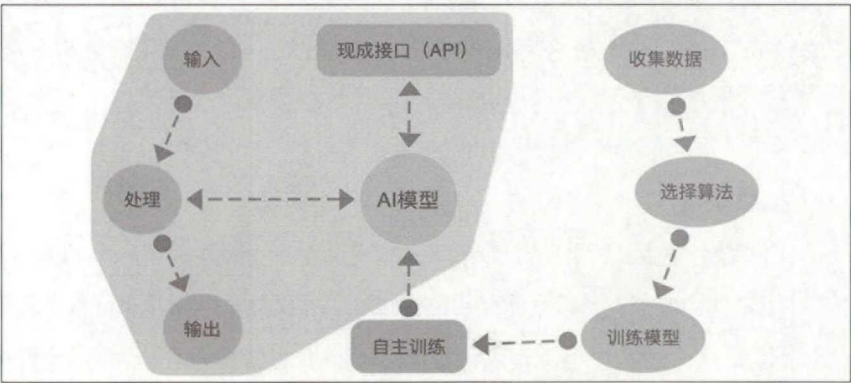 输入
现成接口（API）
收集数据
处理
AI模型
选择算法
输出
自主训练
训练模型